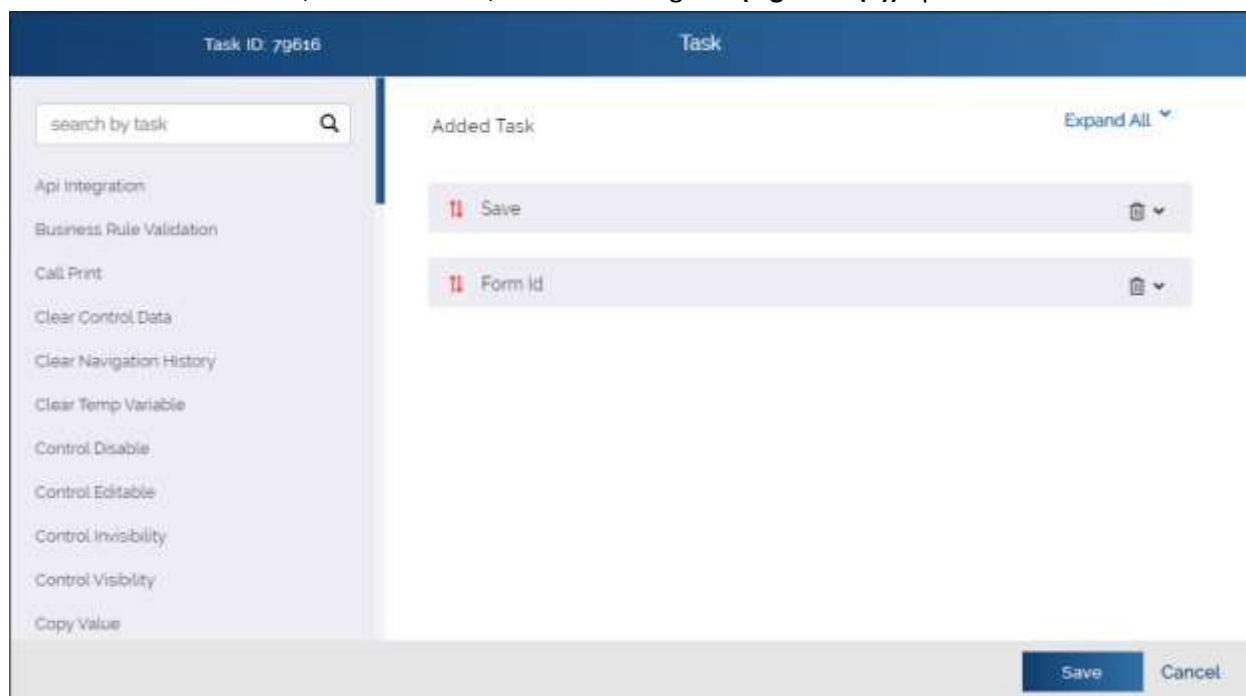 Task ID: 79616
Task
search by task
Added Task
Expand All
Api Integration
Save
Business Rule Validation
Call Print
Form Id
Clear Control Data
Clear Navigation History
Clear Temp Variable
Control Disable
Control Editable
Control Invisibility
Control Visibility
Copy Value
Save
Cancel